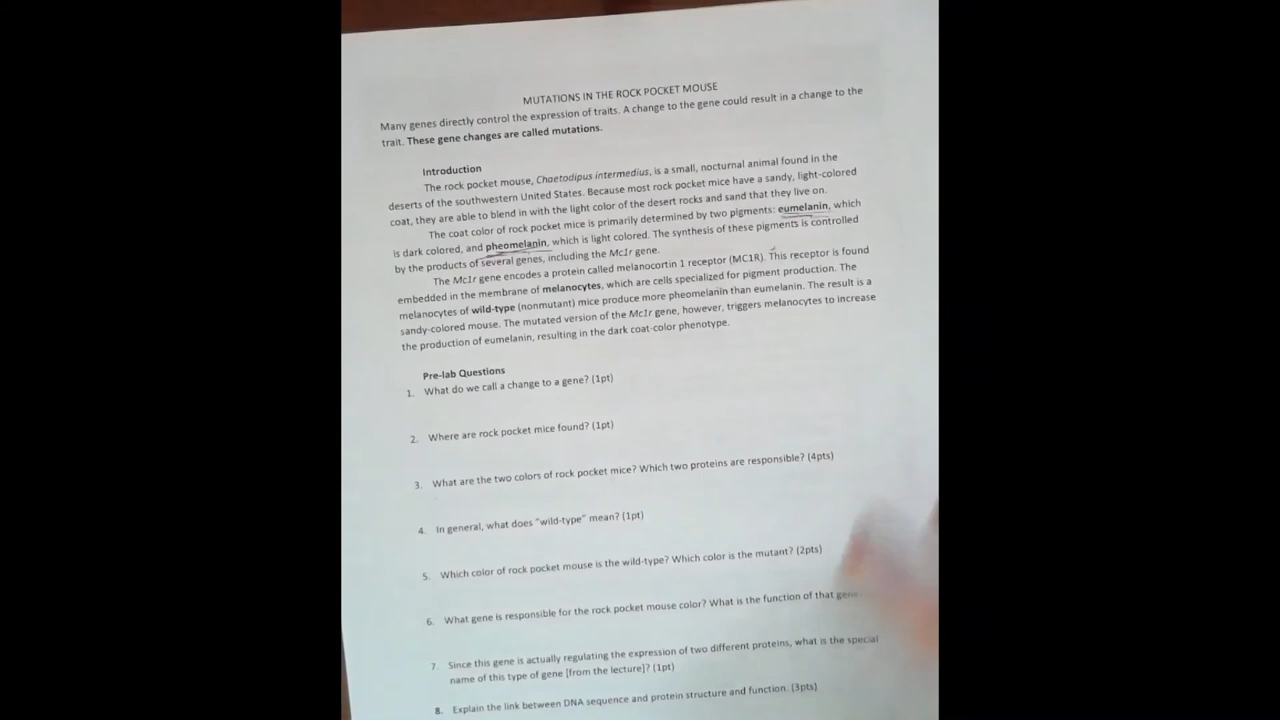 MUTATIONS IN THE ROCK POCKET MOUSE
Many genes directly control the expression of traits. A change to the gene could result in a change to the
trait. These gene changes are called mutations.
Introduction
The rock pocket mouse, Chaetodipus intermedius, is a small, nocturnal animal found in the
deserts of the southwestern United States. Because most rock pocket mice have a sandy, light-colored
coat, they are able to blend in with the light color of the desert rocks and sand that they live on.
The coat color of rock pocket mice is primarily determined by two pigments: eumelanin, which
is dark colored, and pheomelanin, which is light colored. The synthesis of these pigments is controlled
by the products of several genes, including the Mc1r gene.
The Mc1r gene encodes a protein called melanocortin 1 receptor (MC1R). This receptor is found
embedded in the membrane of melanocytes, which are cells specialized for pigment production. The
melanocytes of wild-type (nonmutant) mice produce more pheomelanin than eumelanin. The result is a
sandy-colored mouse. The mutated version of the Mc1r gene, however, triggers melanocytes to increase
the production of eumelanin, resulting in the dark coat-color phenotype.
Pre-lab Questions
1. What do we call a change to a gene? (1pt)
2. Where are rock pocket mice found? (1pt)
3. What are the two colors of rock pocket mice? Which two proteins are responsible? (4pts)
4. In general, what does "wild-type" mean? (1pt)
5. Which color of rock pocket mouse is the wild-type? Which color is the mutant? (2pts)
6. What gene is responsible for the rock pocket mouse color? What is the function of that gene
7. Since this gene is actually regulating the expression of two different proteins, what is the special
name of this type of gene [from the lecture]? (1pt)
8. Explain the link between DNA sequence and protein structure and function. (3pts)